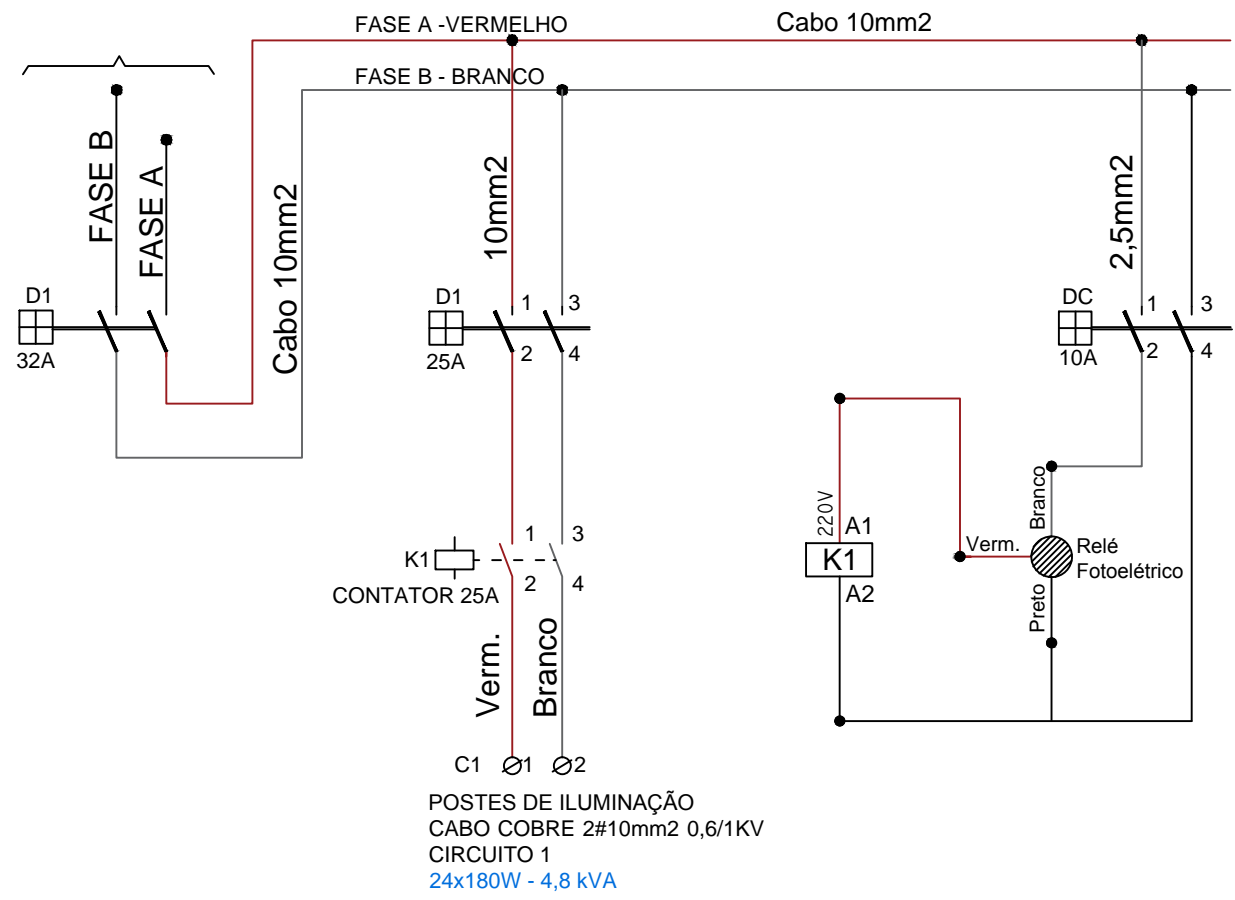 FASE A -VERMELHO
Cabo 10mm2
FASE B - BRANCO
FASE B
FASE A
Cabo 10mm2
10mm2
2,5mm2
D1
32A
D1
25A
1
3
2
4
DC
10A
1
3
2
4
K1
CONTATOR 25A
1
3
2
4
Verm.
Branco
220V
A1
K1
A2
Verm.
Branco
Preto
Relé
Fotoelétrico
C1 1 2
POSTES DE ILUMINAÇÃO
CABO COBRE 2#10mm2 0,6/1KV
CIRCUITO 1
24x180W - 4,8 kVA